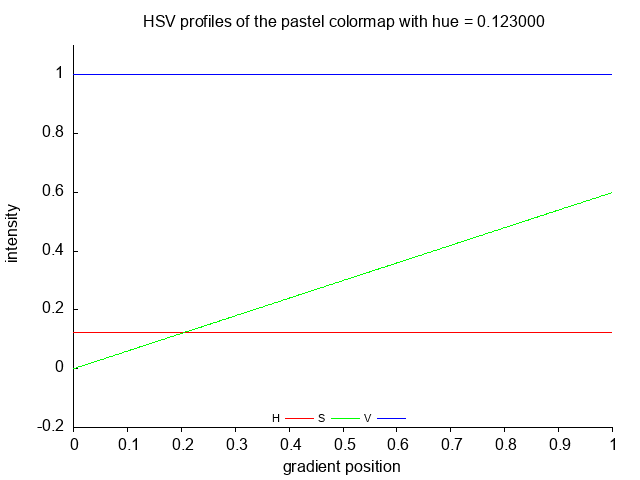 HSV profiles of the pastel colormap with hue = 0.123000
1
0.8
0.6
0.4
0.2
0
-0.2
intensity
H S V
0 0.1 0.2 0.3 0.4 0.5 0.6 0.7 0.8 0.9 1
gradient position